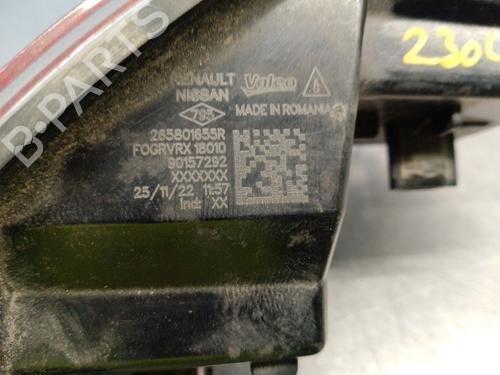 RENAULT
NISSAN
Valeo
MADE IN ROMANIA
795
265801655R
FOGRVRX 18010
90157292
XXXXXXX
25/11/22 11:57
Ind: XX
230
B-PARTS